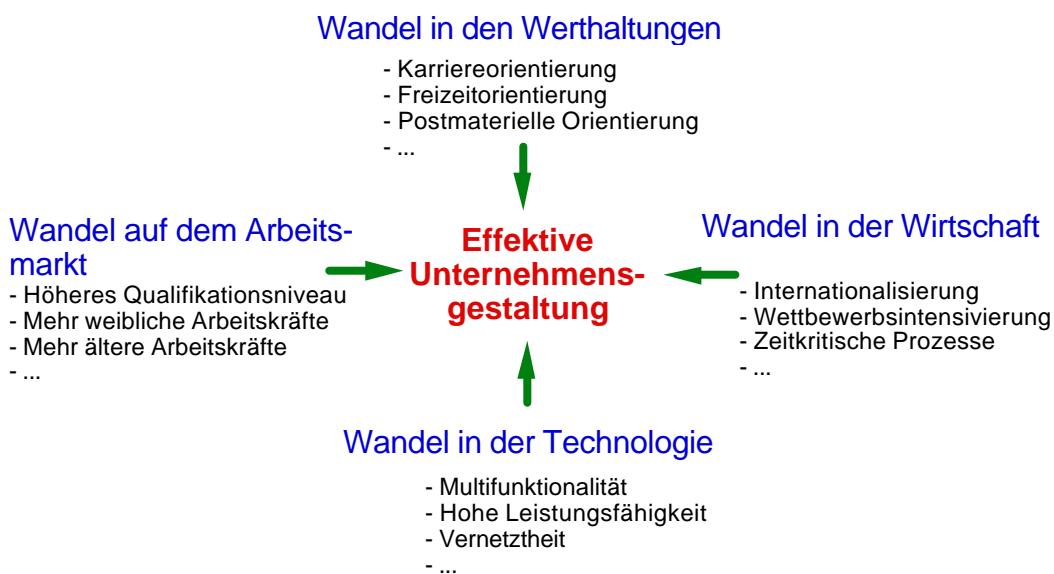 Wandel in den Werthaltungen
- Karriereorientierung
- Freizeitorientierung
- Postmaterielle Orientierung
- ...
Wandel auf dem Arbeits-
markt
- Höheres Qualifikationsniveau
- Mehr weibliche Arbeitskräfte
- Mehr ältere Arbeitskräfte
- ...
Effektive
Unternehmens-
gestaltung
Wandel in der Wirtschaft
- Internationalisierung
- Wettbewerbsintensivierung
- Zeitkritische Prozesse
- ...
Wandel in der Technologie
- Multifunktionalität
- Hohe Leistungsfähigkeit
- Vernetztheit
- ...